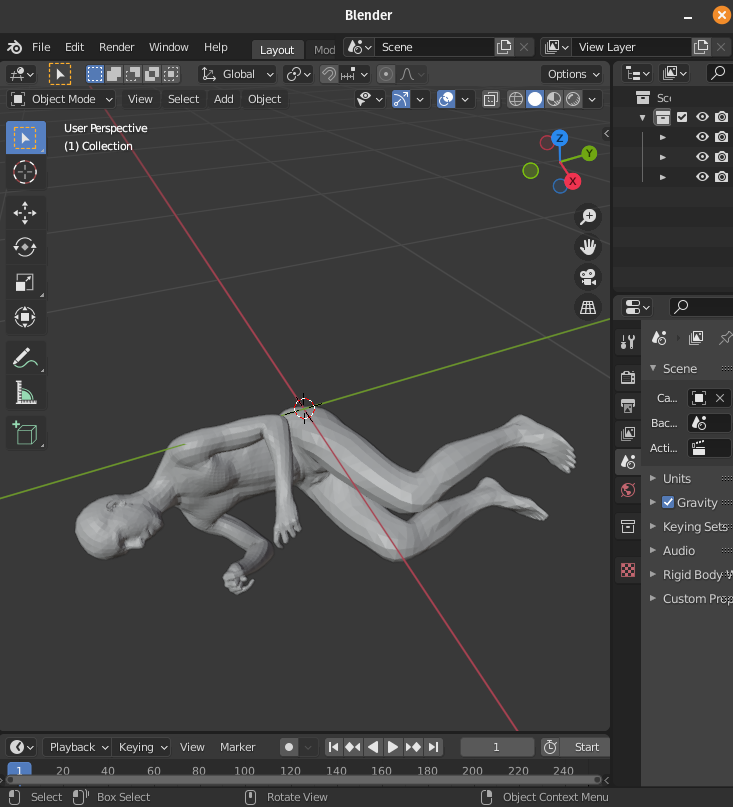 Blender
File Edit Render Window Help Layout Mod Scene View Layer
Global Options
Object Mode View Select Add Object
User Perspective
(1) Collection
Z
Y
X
Scene
Ca...
Bac...
Acti...
Units
Gravity
Keying Sets
Audio
Rigid Body
Playback Keying View Marker 1 Start
1 20 40 60 80 100 120 140 160 180 200 220 240
Select Box Select Rotate View Object Context Menu